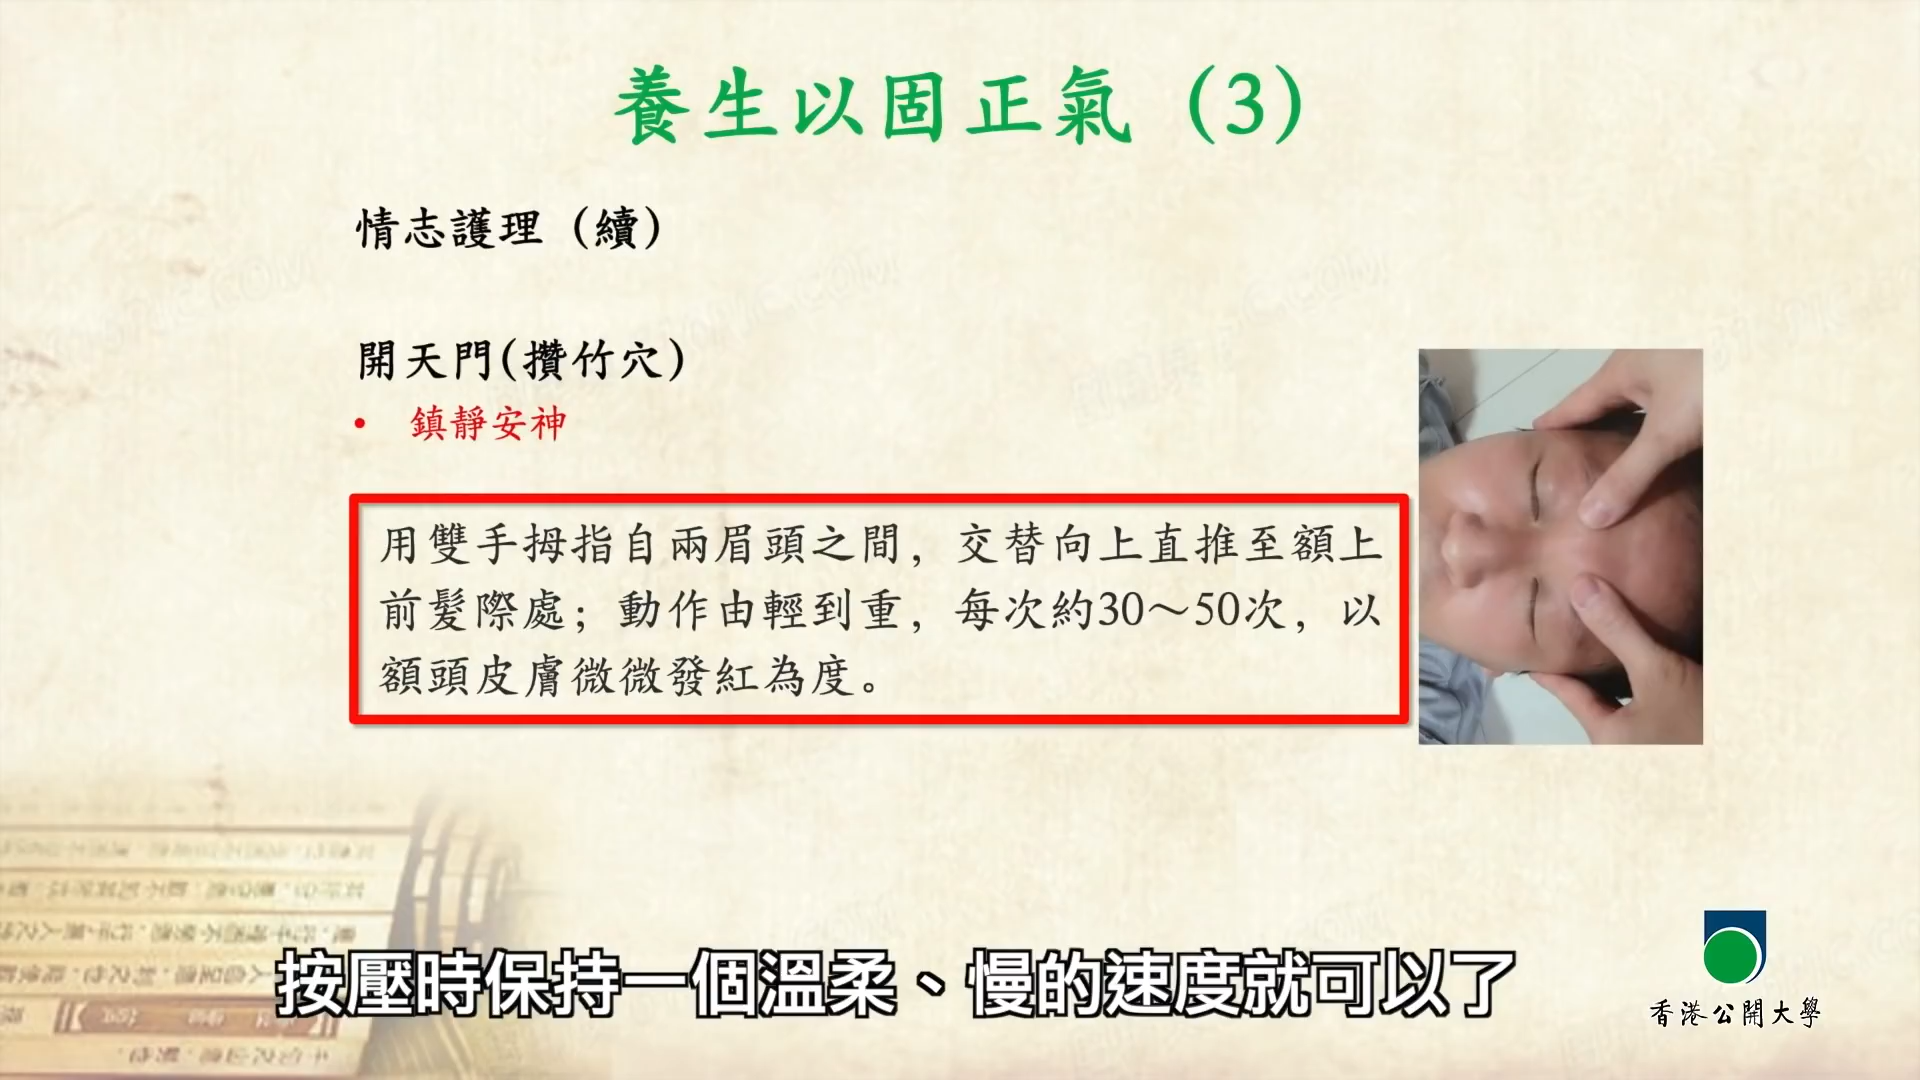 養生以固正氣（3）
情志護理（續）
開天門(攢竹穴)
• 鎮靜安神
用雙手拇指自兩眉頭之間，交替向上直推至額上
前髮際處；動作由輕到重，每次約30～50次，以
額頭皮膚微微發紅為度。
按壓時保持一個溫柔、慢的速度就可以了
香港公開大學